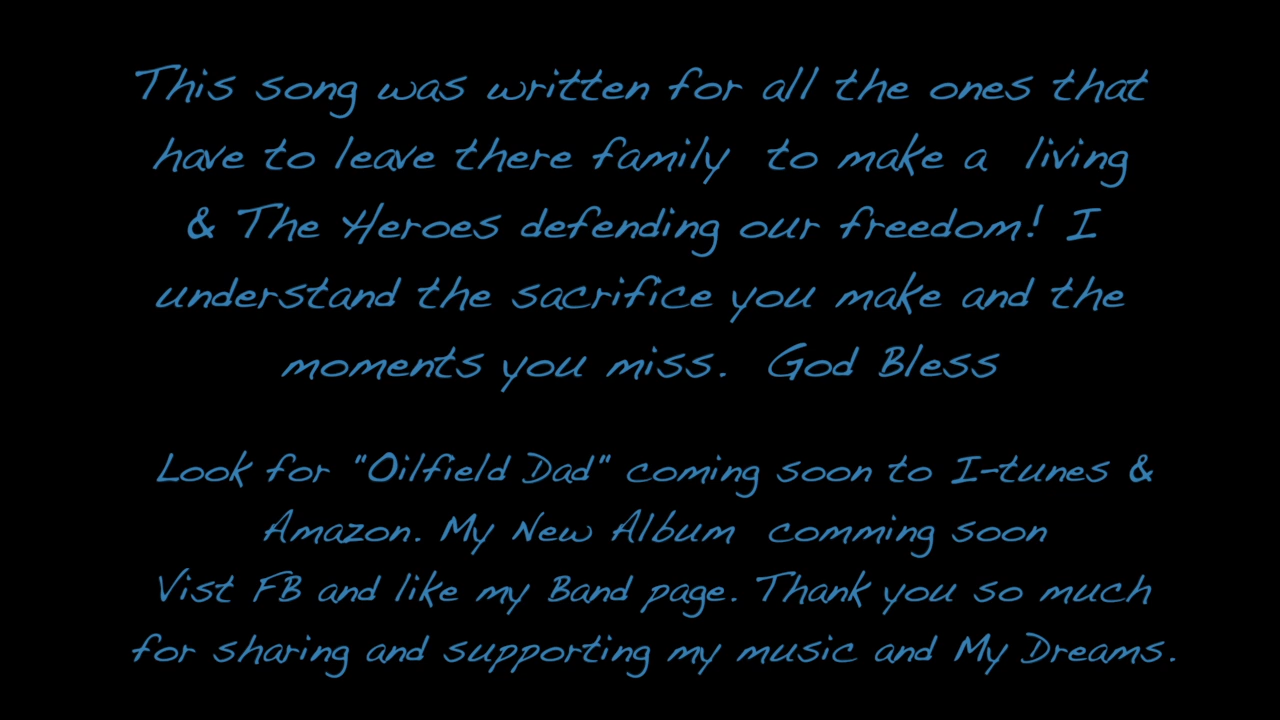 This song was written for all the ones that
have to leave there family to make a living
& The Heroes defending our freedom! I
understand the sacrifice you make and the
moments you miss. God Bless
Look for "Oilfield Dad" coming soon to I-tunes &
Amazon. My New Album comming soon
Vist FB and like my Band page. Thank you so much
for sharing and supporting my music and My Dreams.